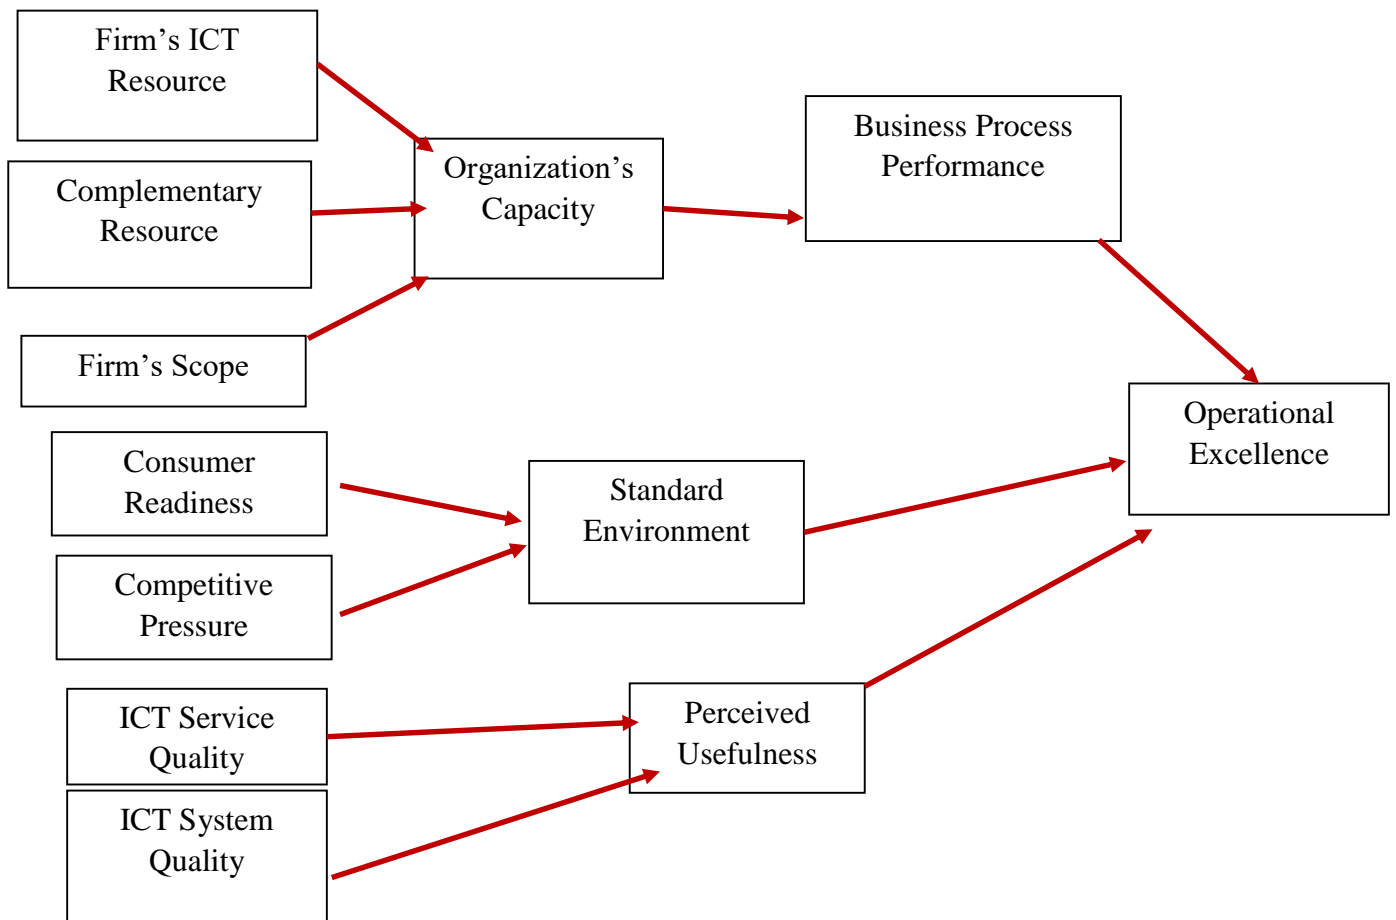 Firm’s ICT
Resource
Complementary
Resource
Firm’s Scope
Organization’s
Capacity
Business Process
Performance
Consumer
Readiness
Competitive
Pressure
Standard
Environment
Operational
Excellence
ICT Service
Quality
ICT System
Quality
Perceived
Usefulness